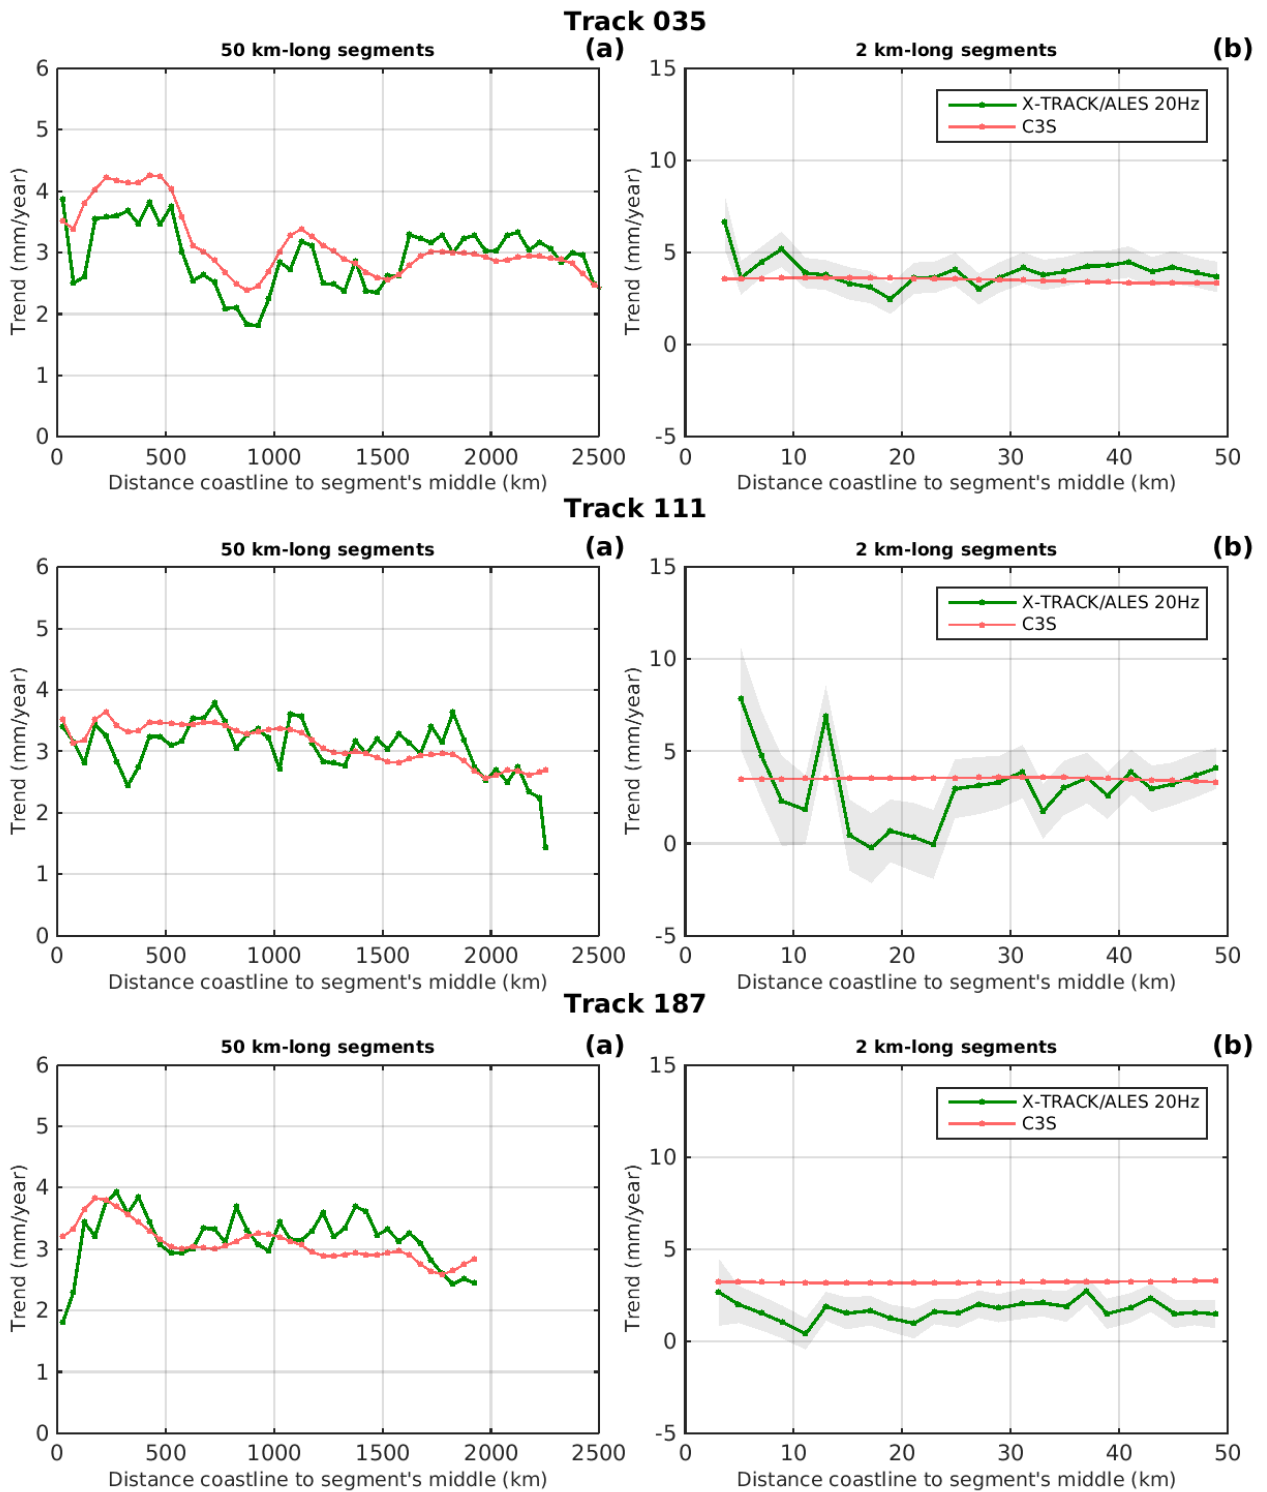 Track 035
50 km-long segments (a)
2 km-long segments (b)
6
5
4
3
2
1
0
Trend (mm/year)
0 500 1000 1500 2000 2500
Distance coastline to segment's middle (km)
15
10
5
0
-5
Trend (mm/year)
X-TRACK/ALES 20Hz
C3S
0 10 20 30 40 50
Distance coastline to segment's middle (km)
Track 111
50 km-long segments (a)
2 km-long segments (b)
6
5
4
3
2
1
0
Trend (mm/year)
0 500 1000 1500 2000 2500
Distance coastline to segment's middle (km)
15
10
5
0
-5
Trend (mm/year)
X-TRACK/ALES 20Hz
C3S
0 10 20 30 40 50
Distance coastline to segment's middle (km)
Track 187
50 km-long segments (a)
2 km-long segments (b)
6
5
4
3
2
1
0
Trend (mm/year)
0 500 1000 1500 2000 2500
Distance coastline to segment's middle (km)
15
10
5
0
-5
Trend (mm/year)
X-TRACK/ALES 20Hz
C3S
0 10 20 30 40 50
Distance coastline to segment's middle (km)